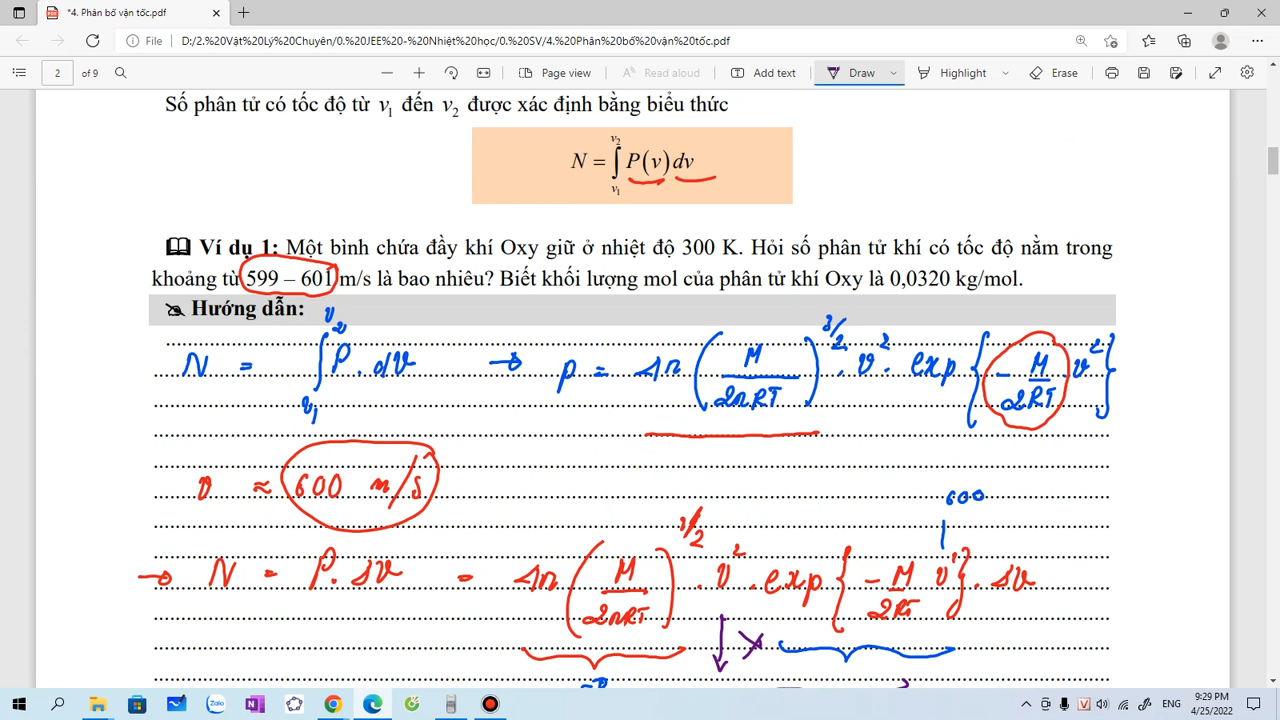 *4. Phân bố vận tốc.pdf
File
D:/2.%20Vật%20Lý%20Chuyên/0.%20JEE%20-%20Nhiệt%20học/0.%20SV/4.%20Phân%20bố%20vận%20tốc.pdf
2 of 9
Page view
Read aloud
Add text
Draw
Highlight
Erase
Số phân tử có tốc độ từ v₁ đến v₂ được xác định bằng biểu thức
N = ∫_{v₁}^{v₂} P(v) dv
Ví dụ 1: Một bình chứa đầy khí Oxy giữ ở nhiệt độ 300 K. Hỏi số phân tử khí có tốc độ nằm trong
khoảng từ 599 – 601 m/s là bao nhiêu? Biết khối lượng mol của phân tử khí Oxy là 0,0320 kg/mol.
Hướng dẫn:
N = ∫_{v₁}^{v₂} P. dv → P = 4π (M / 2πRT)^{3/2} . v² . exp { - M / 2RT v² }
v ≈ 600 m/s
600
→ N = P. Δv = 4π (M / 2πRT)^{3/2} . v² . exp { - M / 2RT v² } . Δv
Zalo
ENG
9:29 PM
4/25/2022